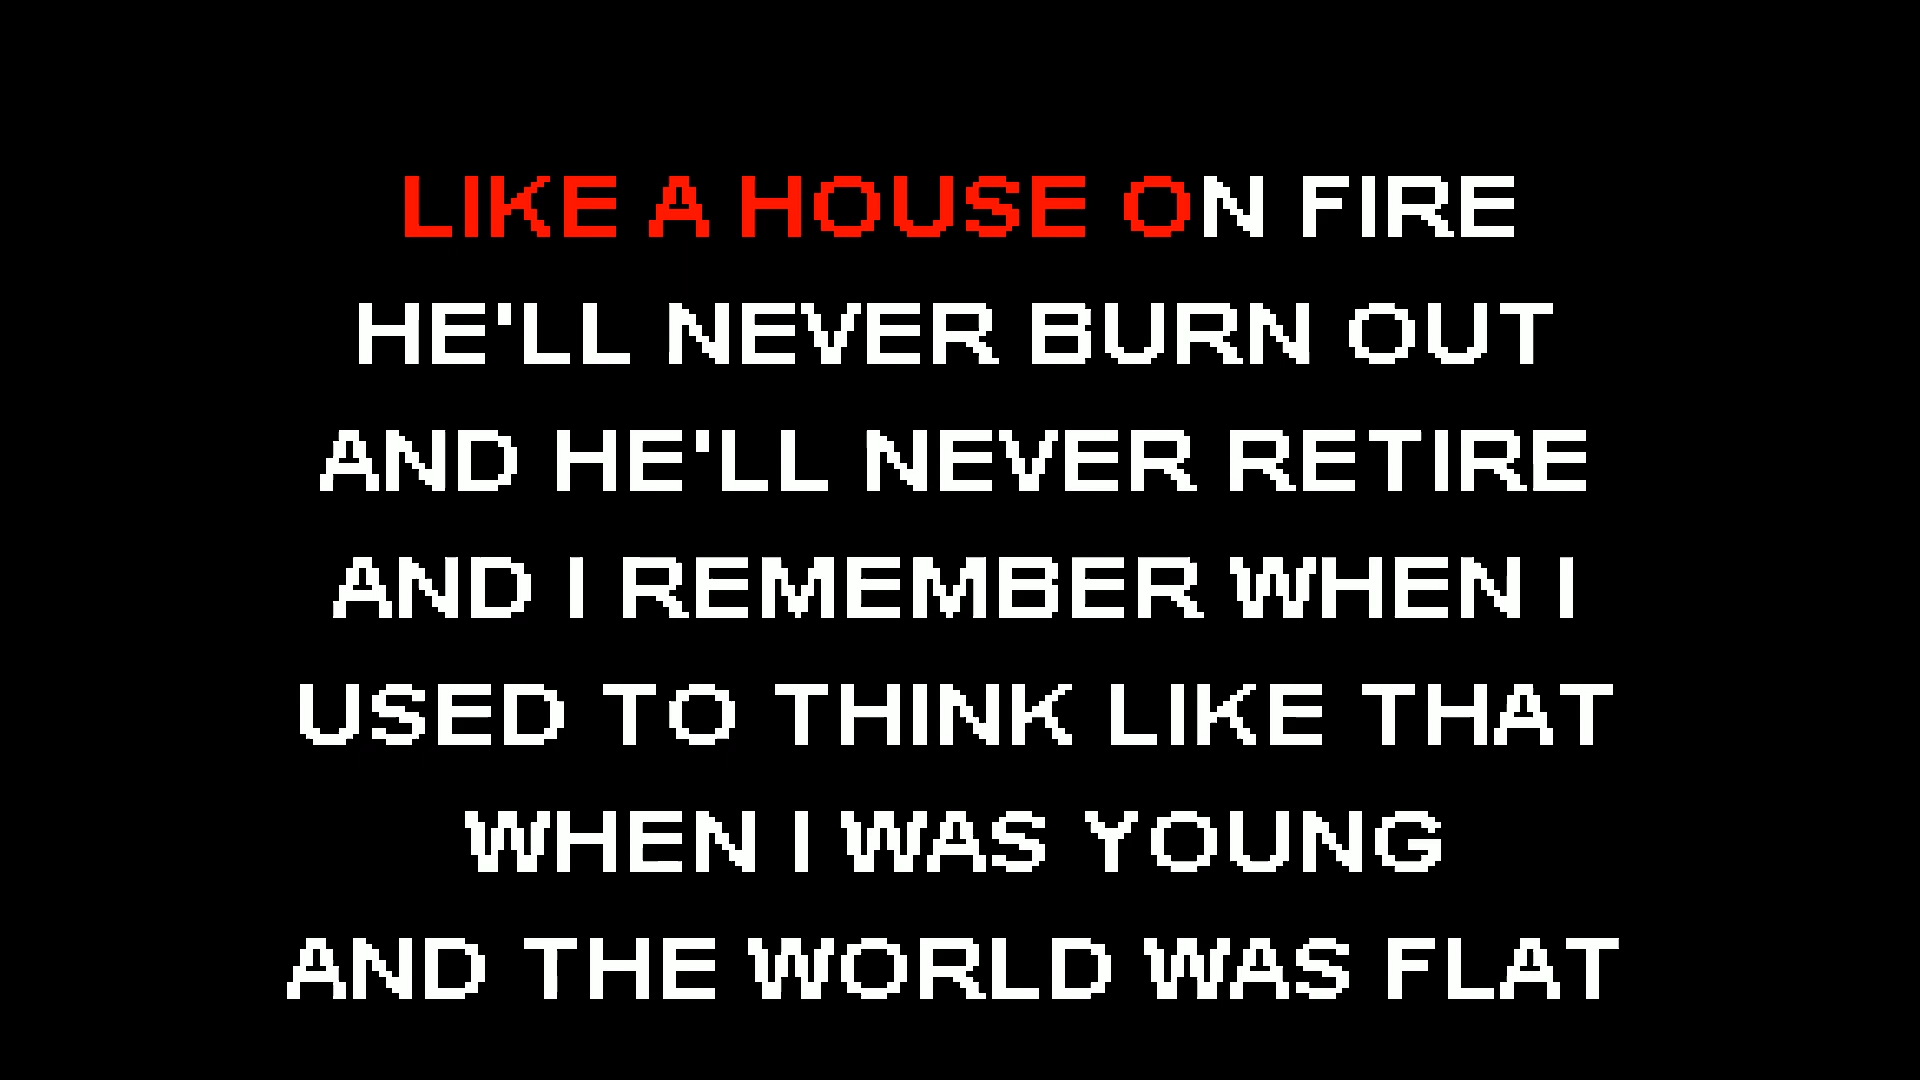 LIKE A HOUSE ON FIRE
HE'LL NEVER BURN OUT
AND HE'LL NEVER RETIRE
AND I REMEMBER WHEN I
USED TO THINK LIKE THAT
WHEN I WAS YOUNG
AND THE WORLD WAS FLAT